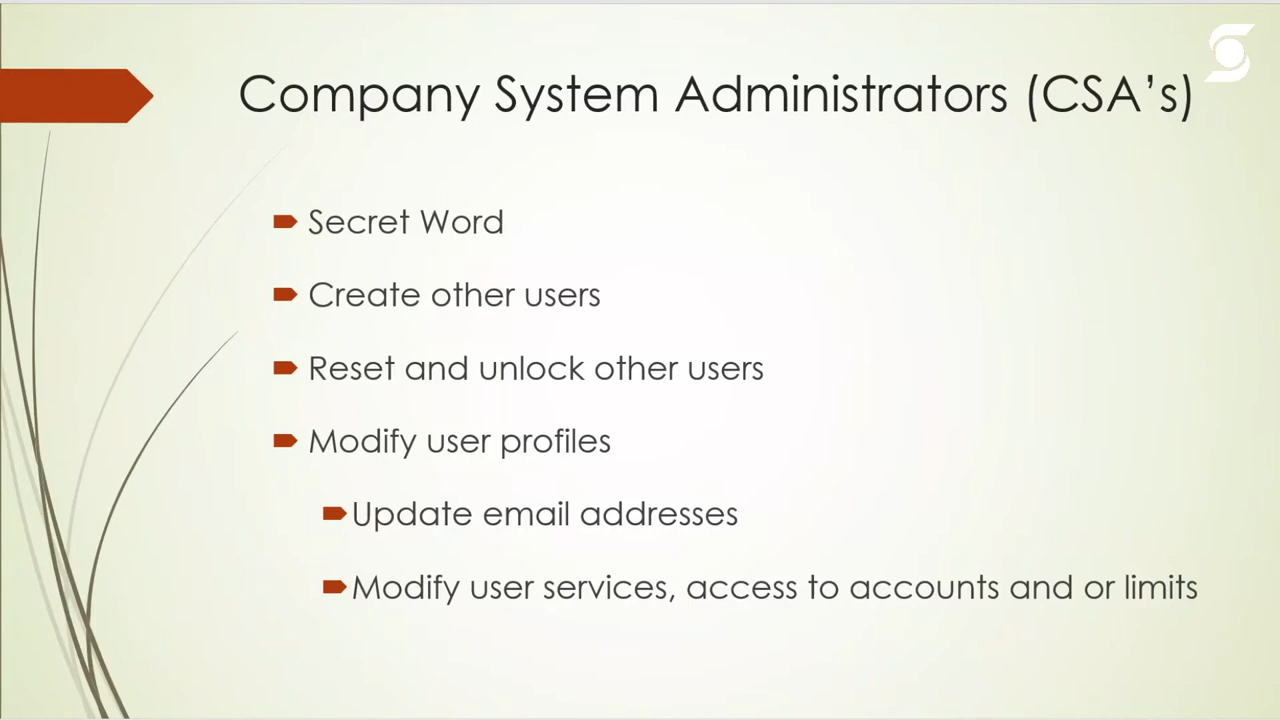 Company System Administrators (CSA’s)
Secret Word
Create other users
Reset and unlock other users
Modify user profiles
Update email addresses
Modify user services, access to accounts and or limits